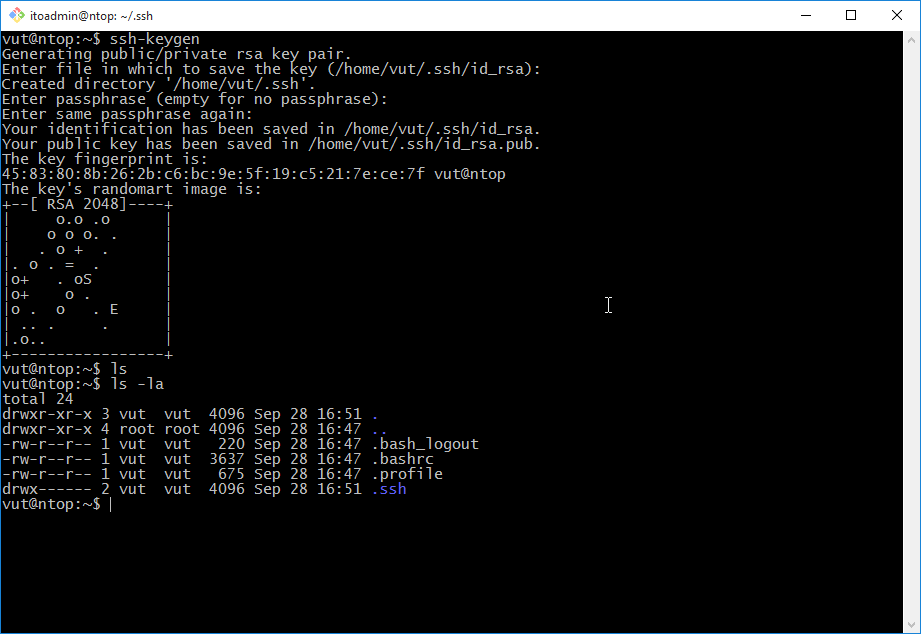 itoadmin@ntop: ~/.ssh
vut@ntop:~$ ssh-keygen
Generating public/private rsa key pair.
Enter file in which to save the key (/home/vut/.ssh/id_rsa):
Created directory '/home/vut/.ssh'.
Enter passphrase (empty for no passphrase):
Enter same passphrase again:
Your identification has been saved in /home/vut/.ssh/id_rsa.
Your public key has been saved in /home/vut/.ssh/id_rsa.pub.
The key fingerprint is:
45:83:80:8b:26:2b:c6:bc:9e:5f:19:c5:21:7e:ce:7f vut@ntop
The key's randomart image is:
+--[ RSA 2048]----+
|     o.o .o      |
|    o o o. .     |
|   . o +  .      |
|. o . =  .       |
|o+   . oS        |
|o+    o .        |
|o .  o   . E     |
| .. .     .      |
|.o..             |
+-----------------+
vut@ntop:~$ ls
vut@ntop:~$ ls -la
total 24
drwxr-xr-x 3 vut  vut  4096 Sep 28 16:51 .
drwxr-xr-x 4 root root 4096 Sep 28 16:47 ..
-rw-r--r-- 1 vut  vut   220 Sep 28 16:47 .bash_logout
-rw-r--r-- 1 vut  vut  3637 Sep 28 16:47 .bashrc
-rw-r--r-- 1 vut  vut   675 Sep 28 16:47 .profile
drwx------ 2 vut  vut  4096 Sep 28 16:51 .ssh
vut@ntop:~$